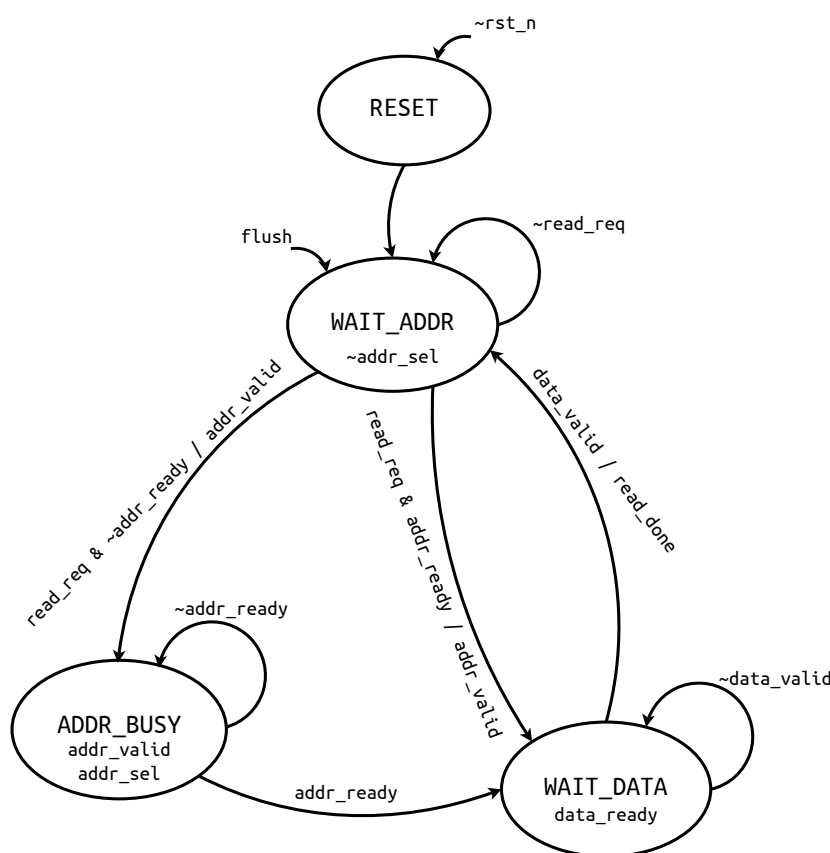 ~rst_n
RESET
flush
~read_req
WAIT_ADDR
~addr_sel
read_req & ~addr_ready / addr_valid
read_req & addr_ready / addr_valid
data_valid / read_done
~addr_ready
ADDR_BUSY
addr_valid
addr_sel
addr_ready
~data_valid
WAIT_DATA
data_ready